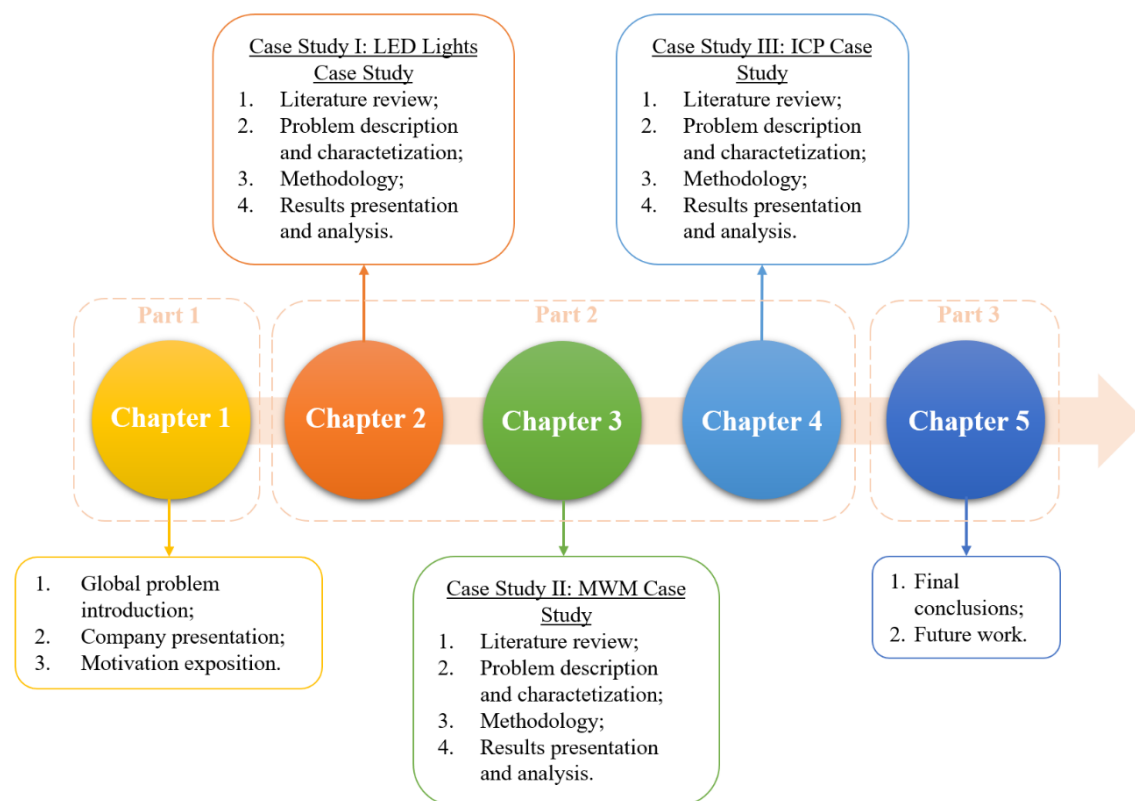 Case Study I: LED Lights
Case Study
1. Literature review;
2. Problem description
and charactetization;
3. Methodology;
4. Results presentation
and analysis.
Case Study III: ICP Case
Study
1. Literature review;
2. Problem description
and charactetization;
3. Methodology;
4. Results presentation
and analysis.
Part 1
Part 2
Part 3
Chapter 1
Chapter 2
Chapter 3
Chapter 4
Chapter 5
1. Global problem
introduction;
2. Company presentation;
3. Motivation exposition.
Case Study II: MWM Case
Study
1. Literature review;
2. Problem description
and charactetization;
3. Methodology;
4. Results presentation
and analysis.
1. Final
conclusions;
2. Future work.